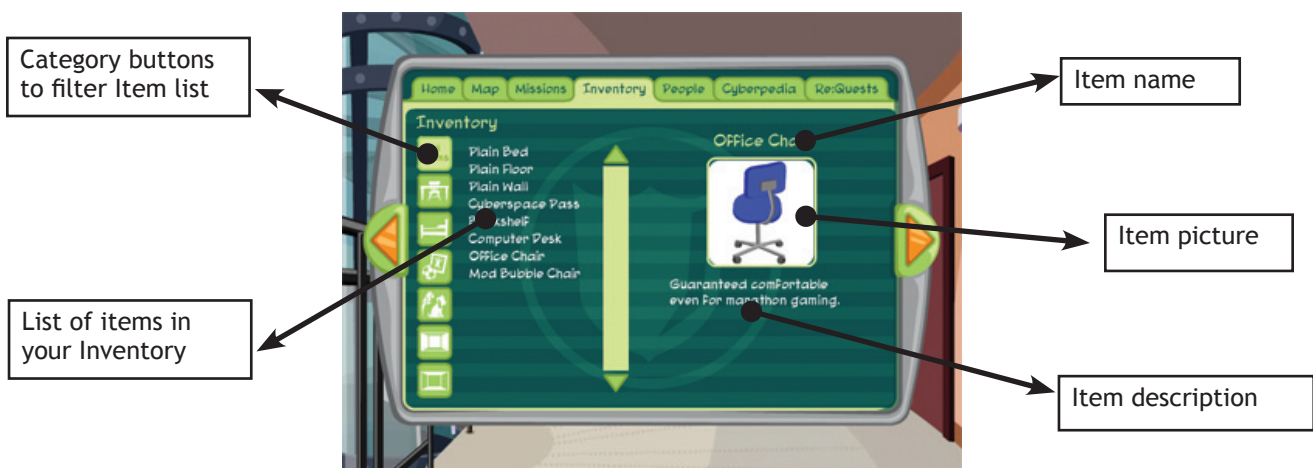 Category buttons
to filter Item list
Item name
Home Map Missions Inventory People Cyberpedia Re:Quests
Inventory
Office
Plain Bed
Plain Floor
Plain Wall
Cyberspace Pass
Computer Desk
Office Chair
Mod Bubble Chair
Item picture
Guaranteed comfortable
even for marathon gaming.
List of items in
your Inventory
Item description